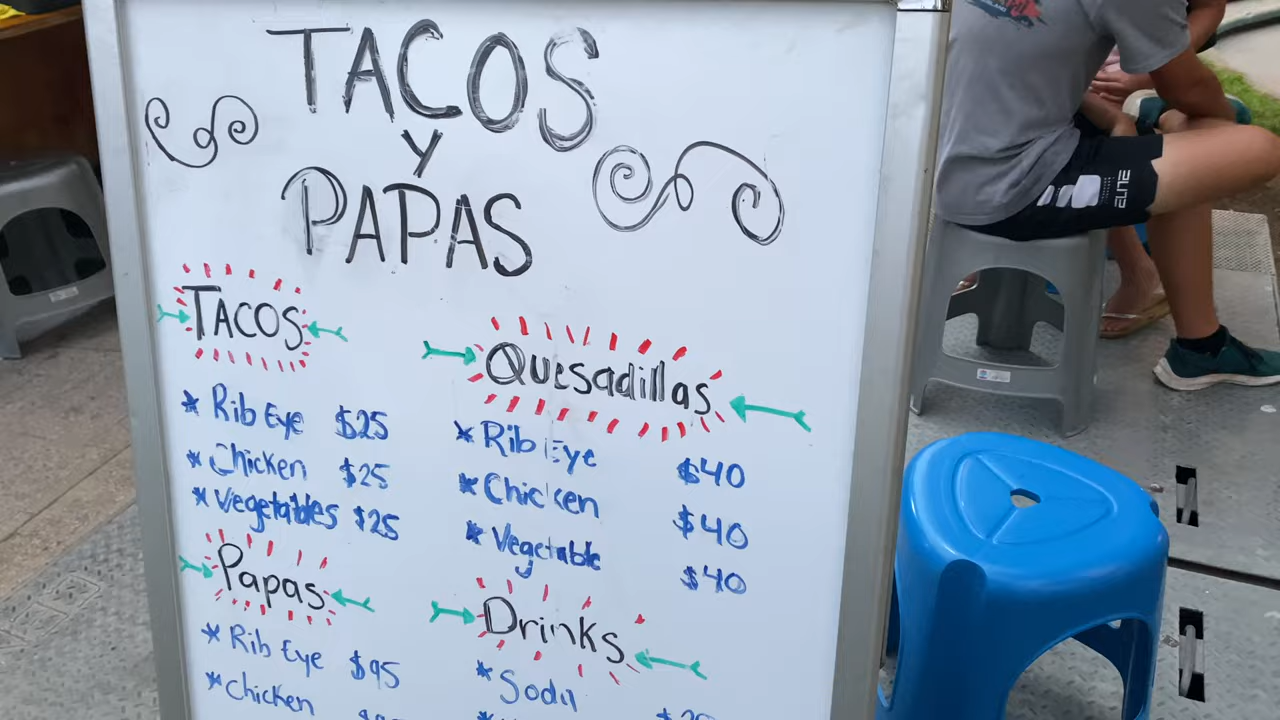 TACOS
Y
PAPAS
TACOS
* Rib Eye $25
* Chicken $25
* Vegetables $25
Quesadillas
* Rib Eye $40
* Chicken $40
* Vegetable $40
Papas
* Rib Eye $95
* Chicken
Drinks
* Soda
ELITE